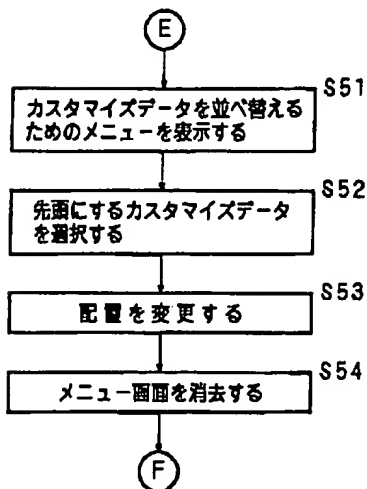 E
S51
カスタマイズデータを並べ替える
ためのメニューを表示する
S52
先頭にするカスタマイズデータ
を選択する
S53
配置を変更する
S54
メニュー画面を消去する
F